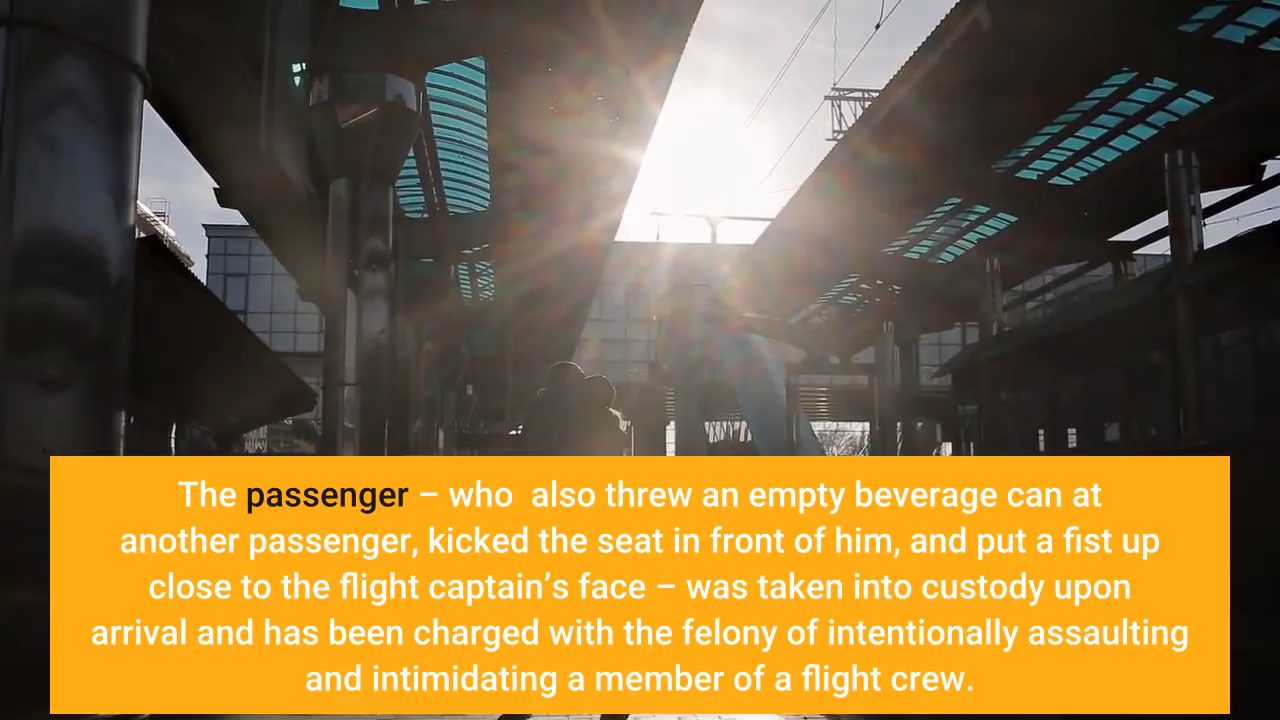 The passenger – who  also threw an empty beverage can at
another passenger, kicked the seat in front of him, and put a fist up
close to the flight captain’s face – was taken into custody upon
arrival and has been charged with the felony of intentionally assaulting
and intimidating a member of a flight crew.